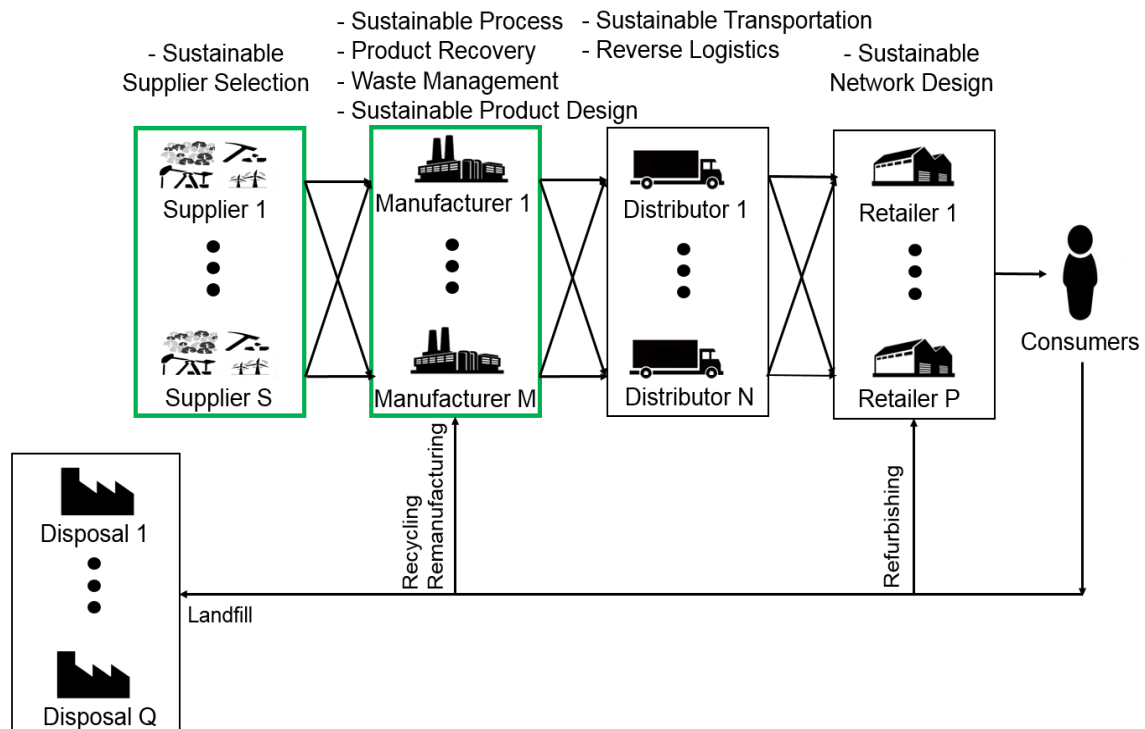 - Sustainable
Supplier Selection
- Sustainable Process
- Product Recovery
- Waste Management
- Sustainable Product Design
- Sustainable Transportation
- Reverse Logistics
- Sustainable
Network Design
Supplier 1
Manufacturer 1
Distributor 1
Retailer 1
Supplier S
Manufacturer M
Distributor N
Retailer P
Consumers
Disposal 1
Disposal Q
Landfill
Recycling
Remanufacturing
Refurbishing